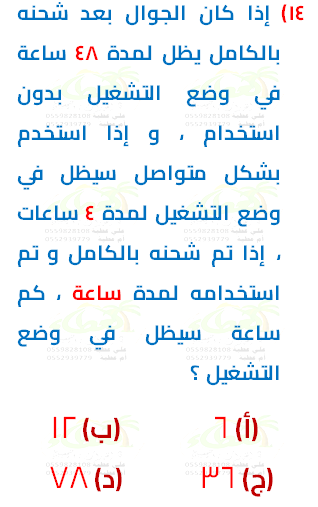 ١٤) إذا كان الجوال بعد شحنه
بالكامل يظل لمدة ٤٨ ساعة
في وضع التشغيل بدون
استخدام ، و إذا استخدم
بشكل متواصل سيظل في
وضع التشغيل لمدة ٤ ساعات
، إذا تم شحنه بالكامل و تم
استخدامه لمدة ساعة ، كم
ساعة سيظل في وضع
التشغيل ؟
(أ) ٦ (ب) ١٢
(ج) ٣٦ (د) ٧٨